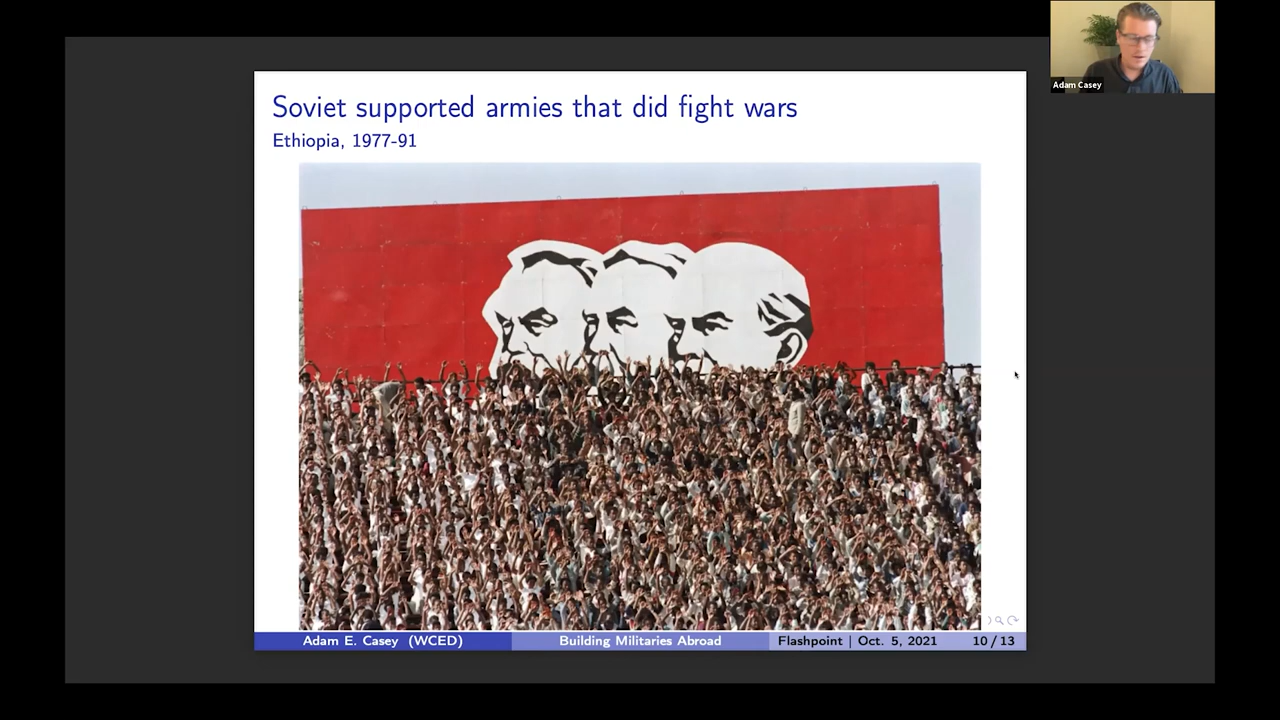 Adam Casey
Soviet supported armies that did fight wars
Ethiopia, 1977-91
Adam E. Casey (WCED)
Building Militaries Abroad
Flashpoint | Oct. 5, 2021
10 / 13